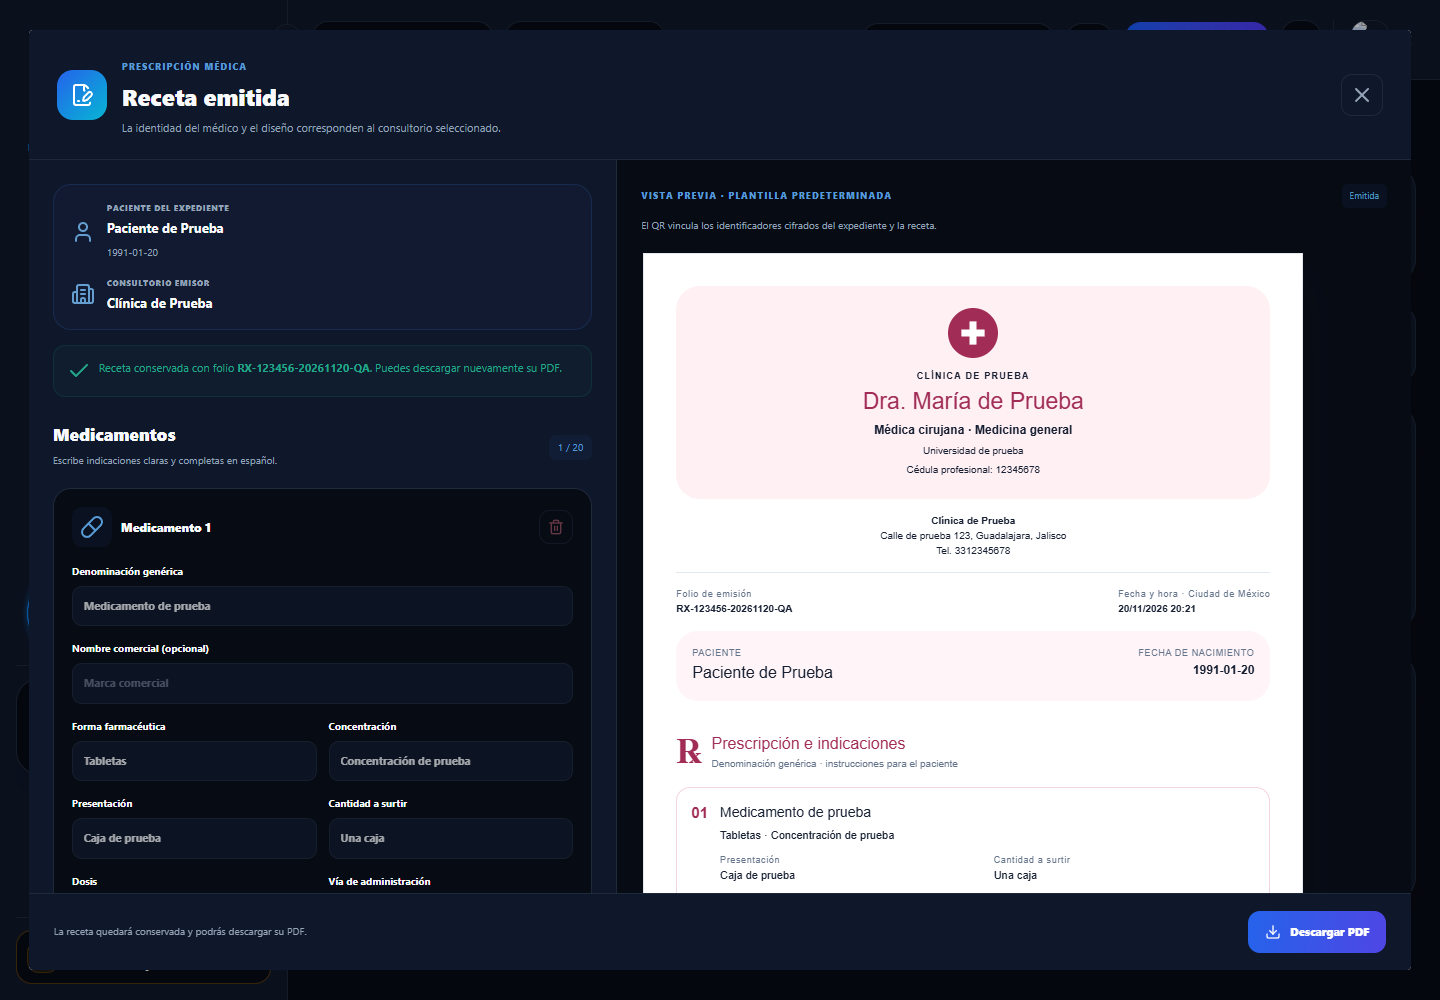 PRESCRIPCIÓN MÉDICA
Receta emitida
La identidad del médico y el diseño corresponden al consultorio seleccionado.
PACIENTE DEL EXPEDIENTE
Paciente de Prueba
1991-01-20
CONSULTORIO EMISOR
Clínica de Prueba
Receta conservada con folio RX-123456-20261120-QA. Puedes descargar nuevamente su PDF.
Medicamentos
Escribe indicaciones claras y completas en español.
1 / 20
Medicamento 1
Denominación genérica
Medicamento de prueba
Nombre comercial (opcional)
Marca comercial
Forma farmacéutica
Concentración
Tabletas
Concentración de prueba
Presentación
Cantidad a surtir
Caja de prueba
Una caja
Dosis
Vía de administración
VISTA PREVIA · PLANTILLA PREDETERMINADA
Emitida
El QR vincula los identificadores cifrados del expediente y la receta.
CLÍNICA DE PRUEBA
Dra. María de Prueba
Médica cirujana · Medicina general
Universidad de prueba
Cédula profesional: 12345678
Clínica de Prueba
Calle de prueba 123, Guadalajara, Jalisco
Tel. 3312345678
Folio de emisión
RX-123456-20261120-QA
Fecha y hora · Ciudad de México
20/11/2026 20:21
PACIENTE
Paciente de Prueba
FECHA DE NACIMIENTO
1991-01-20
Rx
Prescripción e indicaciones
Denominación genérica · instrucciones para el paciente
01
Medicamento de prueba
Tabletas · Concentración de prueba
Presentación
Cantidad a surtir
Caja de prueba
Una caja
La receta quedará conservada y podrás descargar su PDF.
Descargar PDF